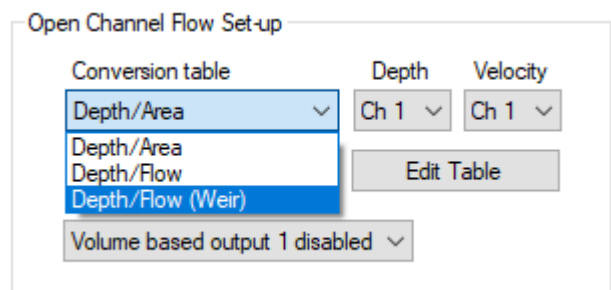 Open Channel Flow Set-up
Conversion table Depth Velocity
Depth/Area Ch 1 Ch 1
Depth/Area
Depth/Flow Edit Table
Depth/Flow (Weir)
Volume based output 1 disabled